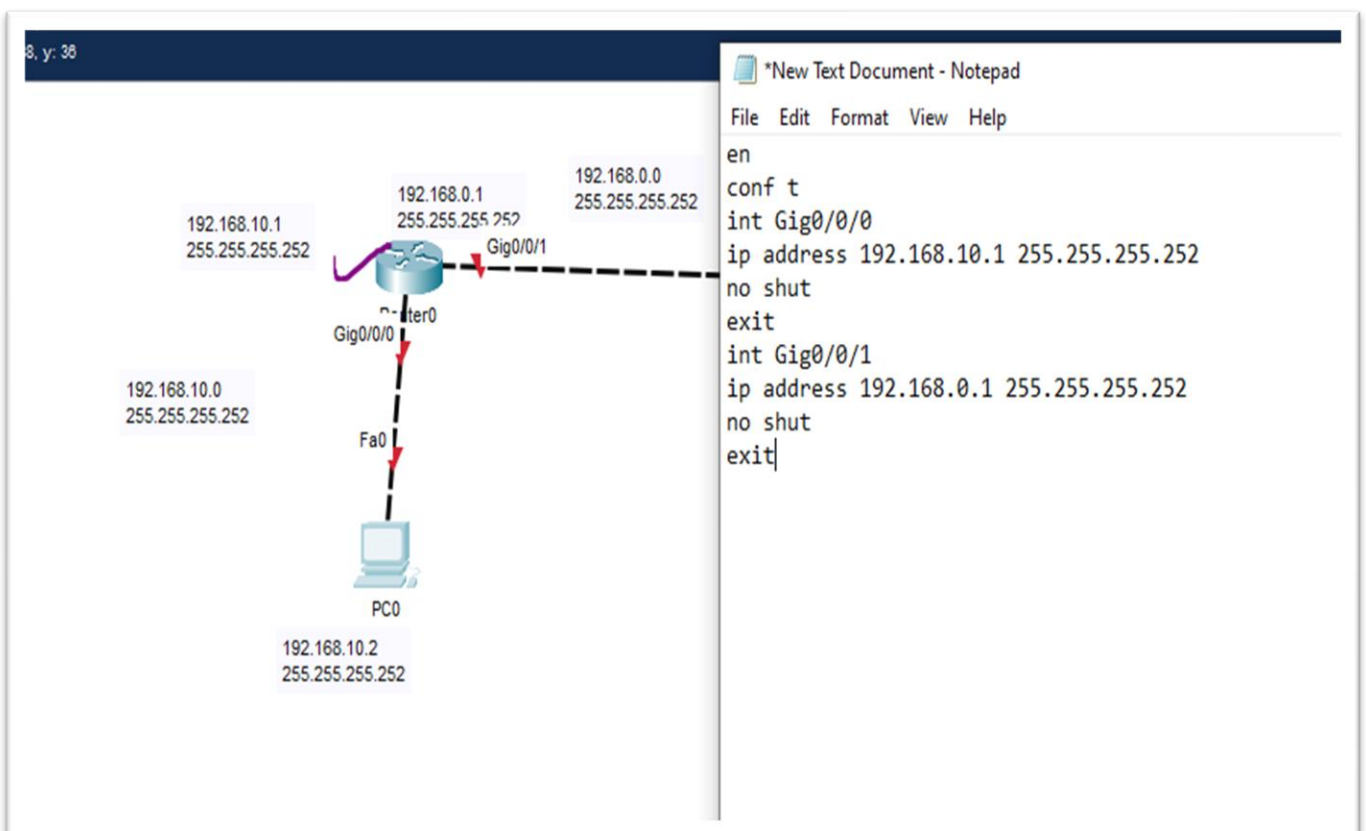 8, y: 36
192.168.10.1
255.255.255.252
192.168.0.1
255.255.255.252
192.168.0.0
255.255.255.252
Gig0/0/1
Gig0/0/0
192.168.10.0
255.255.255.252
Fa0
PC0
192.168.10.2
255.255.255.252
*New Text Document - Notepad
File Edit Format View Help
en
conf t
int Gig0/0/0
ip address 192.168.10.1 255.255.255.252
no shut
exit
int Gig0/0/1
ip address 192.168.0.1 255.255.255.252
no shut
exit